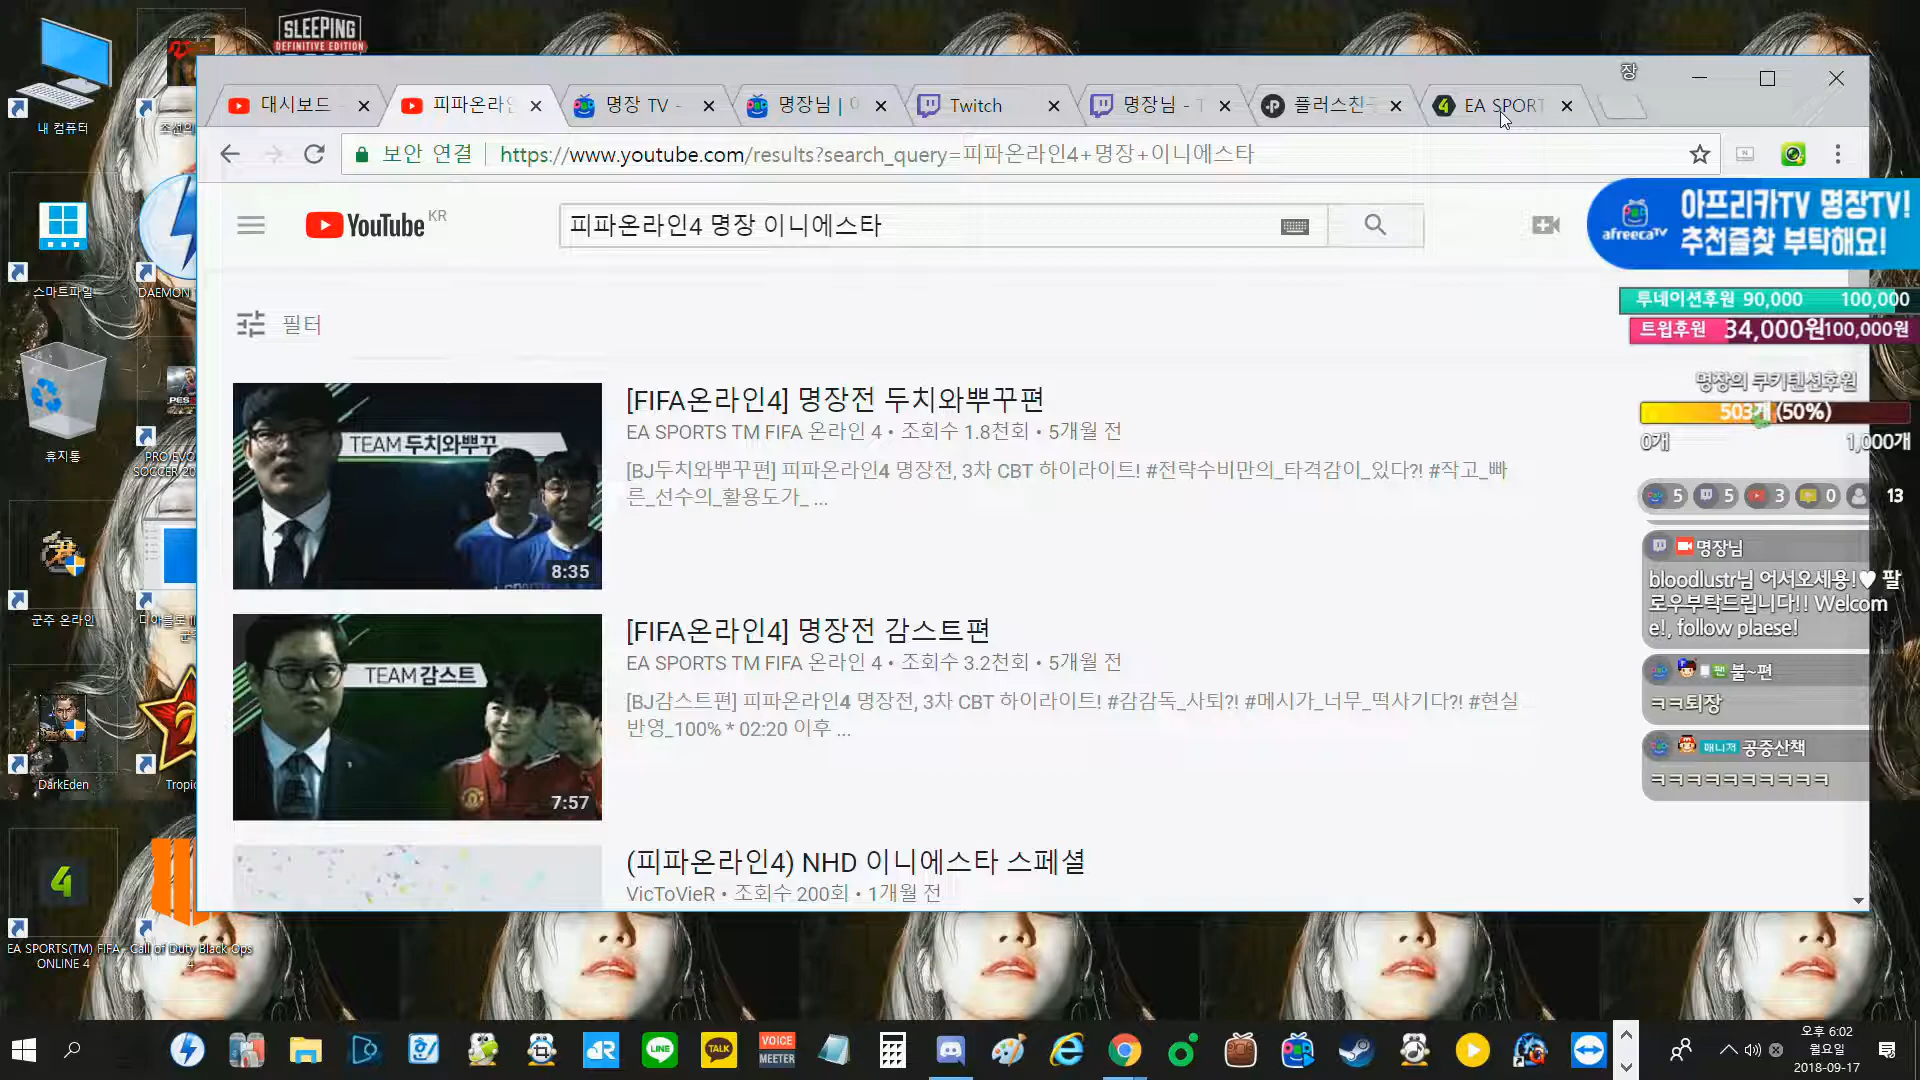 SLEEPING
DEFINITIVE EDITION
장
대시보드
피파온라인
명장 TV -
명장님 |
Twitch
명장님 - T
플러스친구
EA SPORT
보안 연결
https://www.youtube.com/results?search_query=피파온라인4+명장+이니에스타
YouTube KR
피파온라인4 명장 이니에스타
afreecaTV
아프리카TV 명장TV!
추천즐찾 부탁해요!
필터
투네이션후원 90,000 100,000
트윕후원 34,000원 100,000원
명장의 쿠키텐션후원
503개 (50%)
0개 1,000개
5 5 3 0 13
[FIFA온라인4] 명장전 두치와뿌꾸편
EA SPORTS TM FIFA 온라인 4 • 조회수 1.8천회 • 5개월 전
[BJ두치와뿌꾸편] 피파온라인4 명장전, 3차 CBT 하이라이트! #전략수비만의_타격감이_있다?! #작고_빠
른_선수의_활용도가_ ...
TEAM 두치와뿌꾸
8:35
[FIFA온라인4] 명장전 감스트편
EA SPORTS TM FIFA 온라인 4 • 조회수 3.2천회 • 5개월 전
[BJ감스트편] 피파온라인4 명장전, 3차 CBT 하이라이트! #감감독_사퇴?! #메시가_너무_떡사기다?! #현실
반영_100% * 02:20 이후 ...
TEAM 감스트
7:57
(피파온라인4) NHD 이니에스타 스페셜
VicToVieR • 조회수 200회 • 1개월 전
명장님
bloodlustr님 어서오세용!♥ 팔
로우부탁드립니다!! Welcom
e!, follow plaese!
팬 불~편
ㅋㅋ퇴장
매니저 공중산책
ㅋㅋㅋㅋㅋㅋㅋㅋㅋㅋ
내 컴퓨터
스마트파일
DAEMON
휴지통
PRO EVO
SOCCER 20
군주 온라인
디아블로 III
DarkEden
Tropic
EA SPORTS(TM) FIFA
ONLINE 4
Call of Duty Black Ops
4
LINE
TALK
VOICE
MEETER
오후 6:02
월요일
2018-09-17